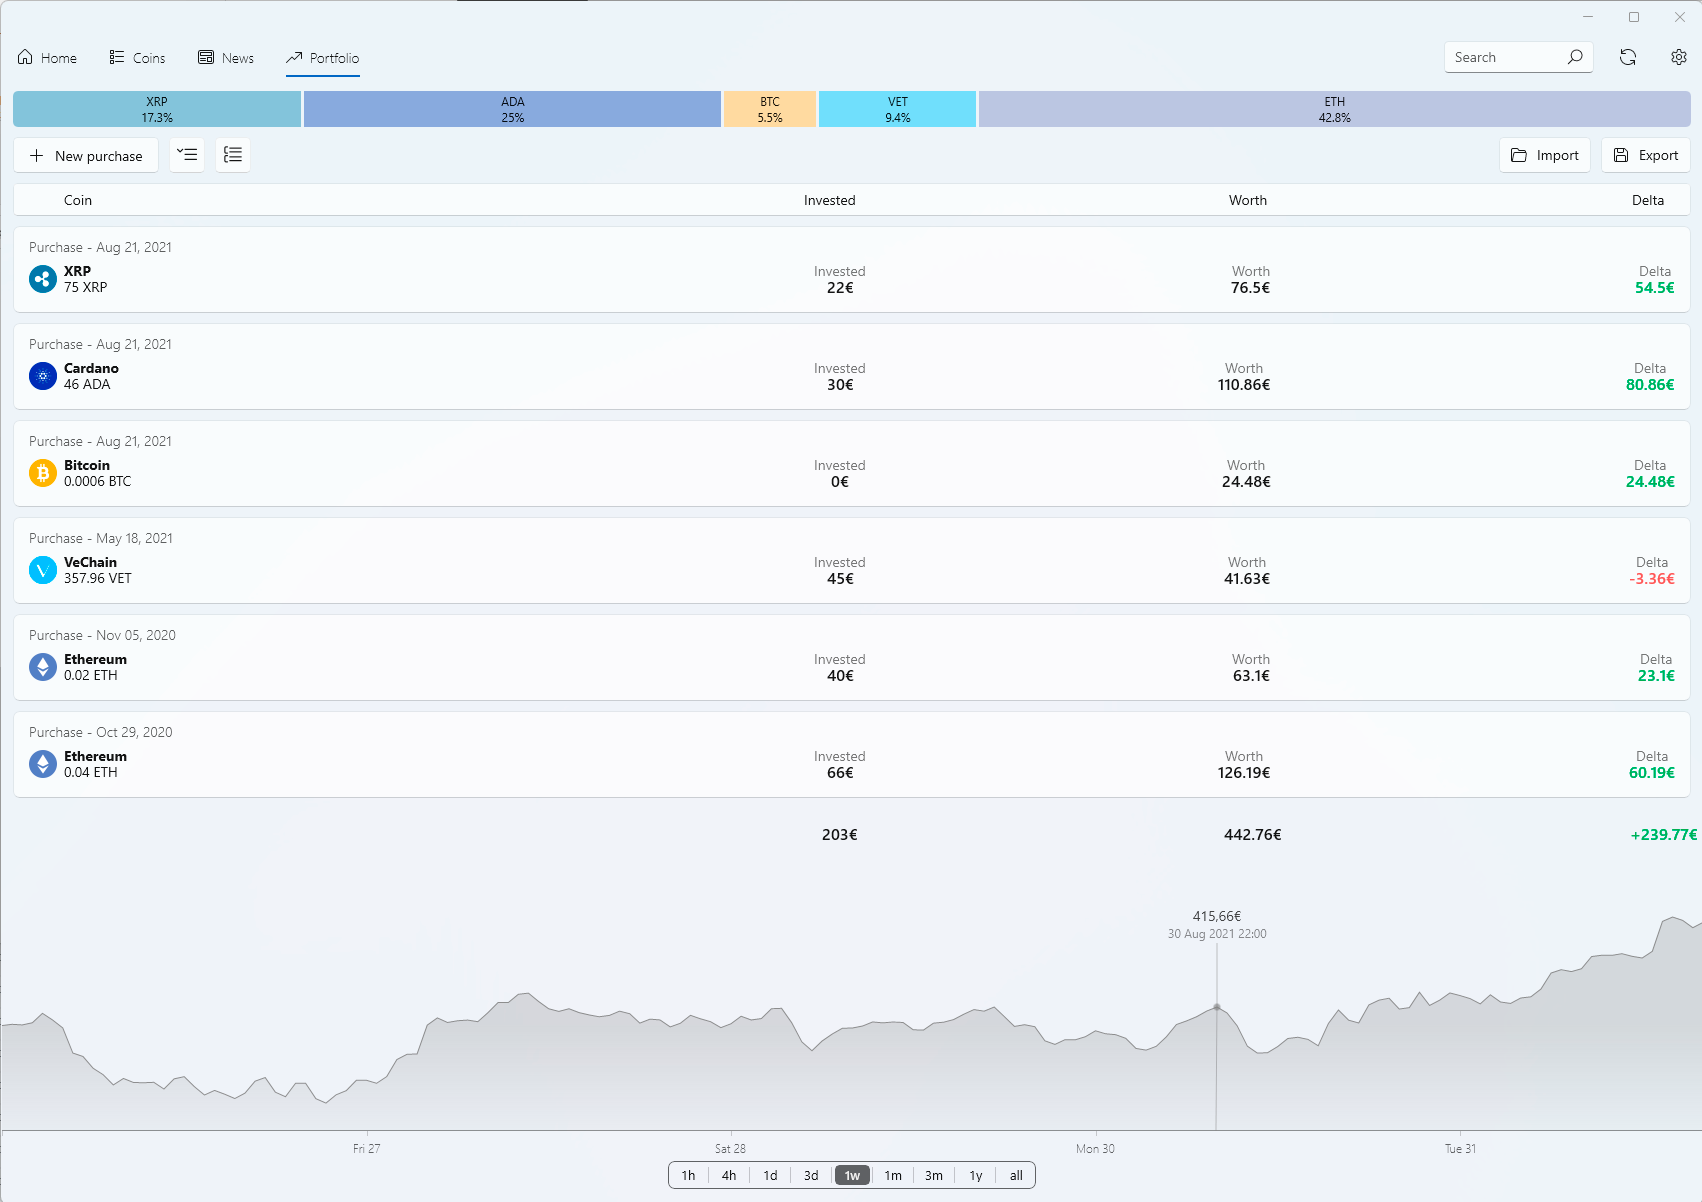 Home
Coins
News
Portfolio
Search
XRP
17.3%
ADA
25%
BTC
5.5%
VET
9.4%
ETH
42.8%
New purchase
Import
Export
Coin Invested Worth Delta
Purchase - Aug 21, 2021
XRP Invested Worth Delta
75 XRP 22€ 76.5€ 54.5€
Purchase - Aug 21, 2021
Cardano Invested Worth Delta
46 ADA 30€ 110.86€ 80.86€
Purchase - Aug 21, 2021
Bitcoin Invested Worth Delta
0.0006 BTC 0€ 24.48€ 24.48€
Purchase - May 18, 2021
VeChain Invested Worth Delta
357.96 VET 45€ 41.63€ -3.36€
Purchase - Nov 05, 2020
Ethereum Invested Worth Delta
0.02 ETH 40€ 63.1€ 23.1€
Purchase - Oct 29, 2020
Ethereum Invested Worth Delta
0.04 ETH 66€ 126.19€ 60.19€
203€ 442.76€ +239.77€
415,66€
30 Aug 2021 22:00
Fri 27 Sat 28 Mon 30 Tue 31
1h 4h 1d 3d 1w 1m 3m 1y all